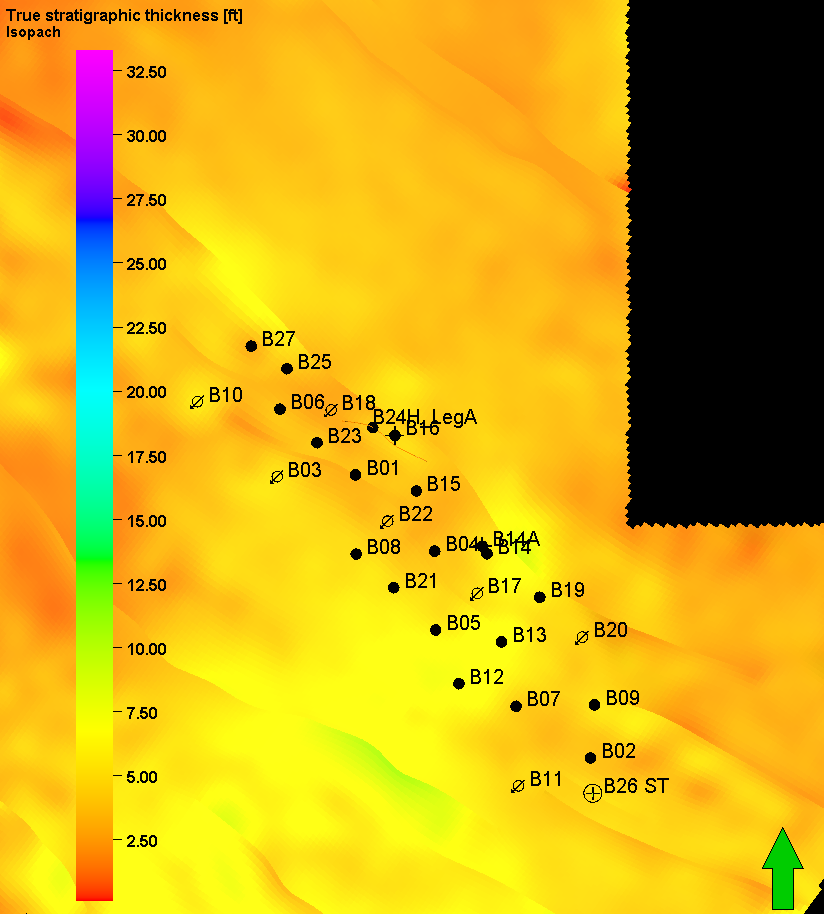 True stratigraphic thickness [ft]
Isopach
32.50
30.00
27.50
25.00
22.50
20.00
17.50
15.00
12.50
10.00
7.50
5.00
2.50
B27
B25
B10
B06
B18
B24H_LegA
B16
B23
B03
B01
B15
B22
B14A
B08
B04
B14
B21
B17
B19
B05
B13
B20
B12
B07
B09
B02
B11
B26 ST